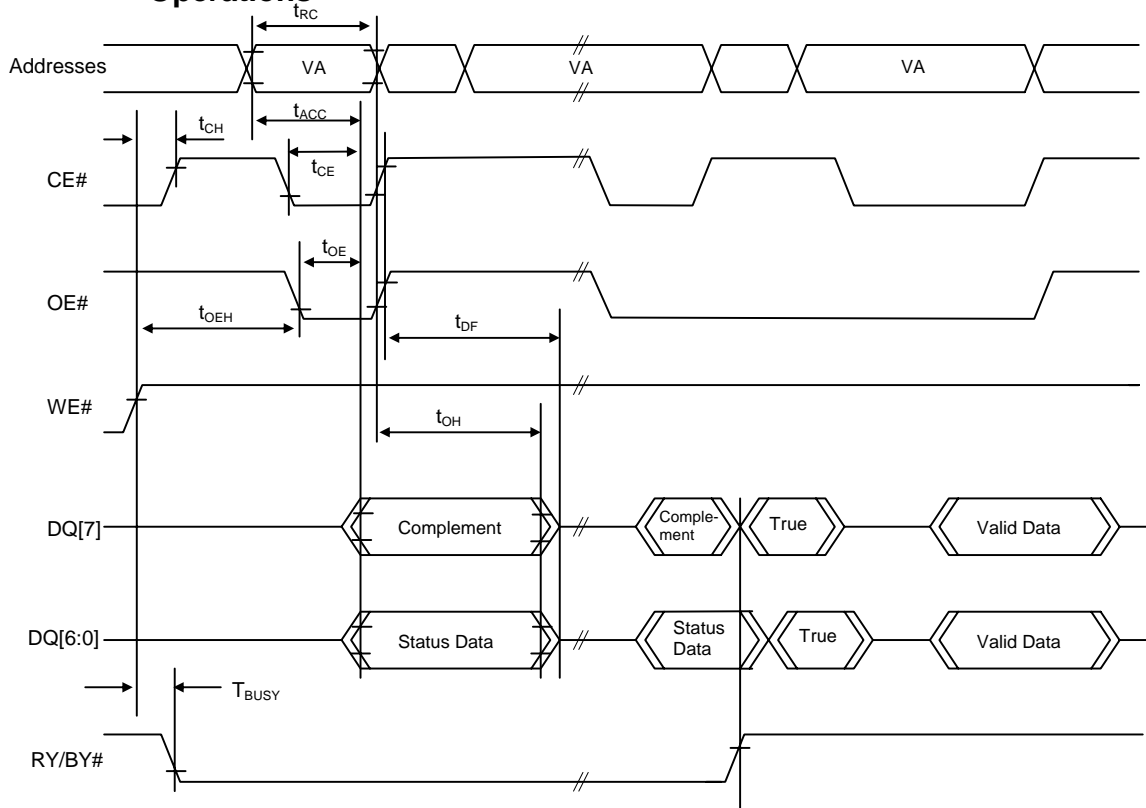 Operations
tRC
Addresses
VA
VA
VA
tACC
tCH
tCE
CE#
tOE
OE#
tOEH
tDF
WE#
tOH
DQ[7]
Complement
Comple-
ment
True
Valid Data
DQ[6:0]
Status Data
Status
Data
True
Valid Data
TBUSY
RY/BY#